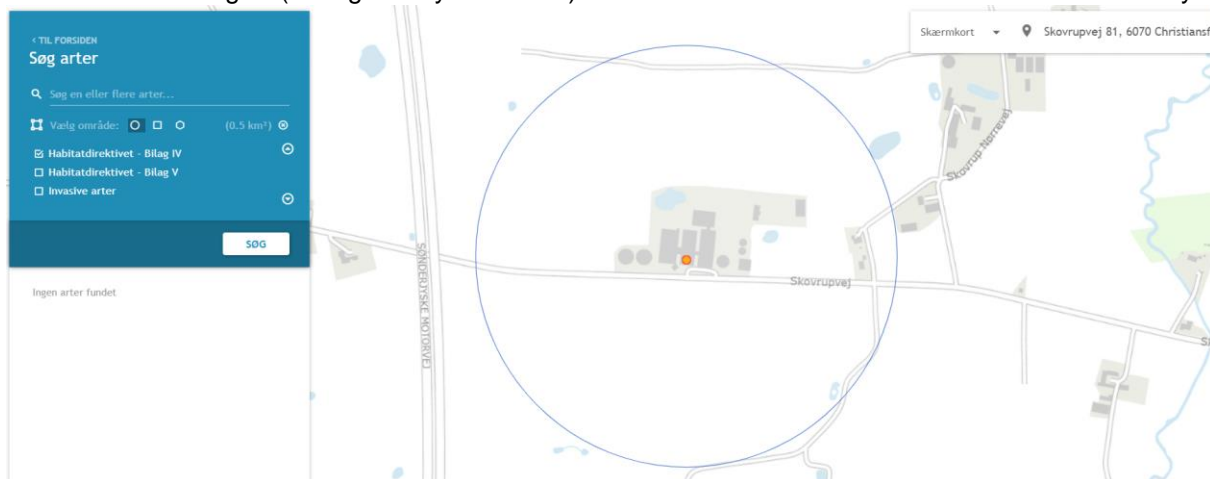 ‹ TIL FORSIDEN
Søg arter
Søg en eller flere arter...
Vælg område: (0.5 km²)
Habitatdirektivet - Bilag IV
Habitatdirektivet - Bilag V
Invasive arter
SØG
Ingen arter fundet
Skærmkort
Skovrupvej 81, 6070 Christiansf
Skovrup Nørrevej
SØNDERJYSKE MOTORVEJ
Skovrupvej